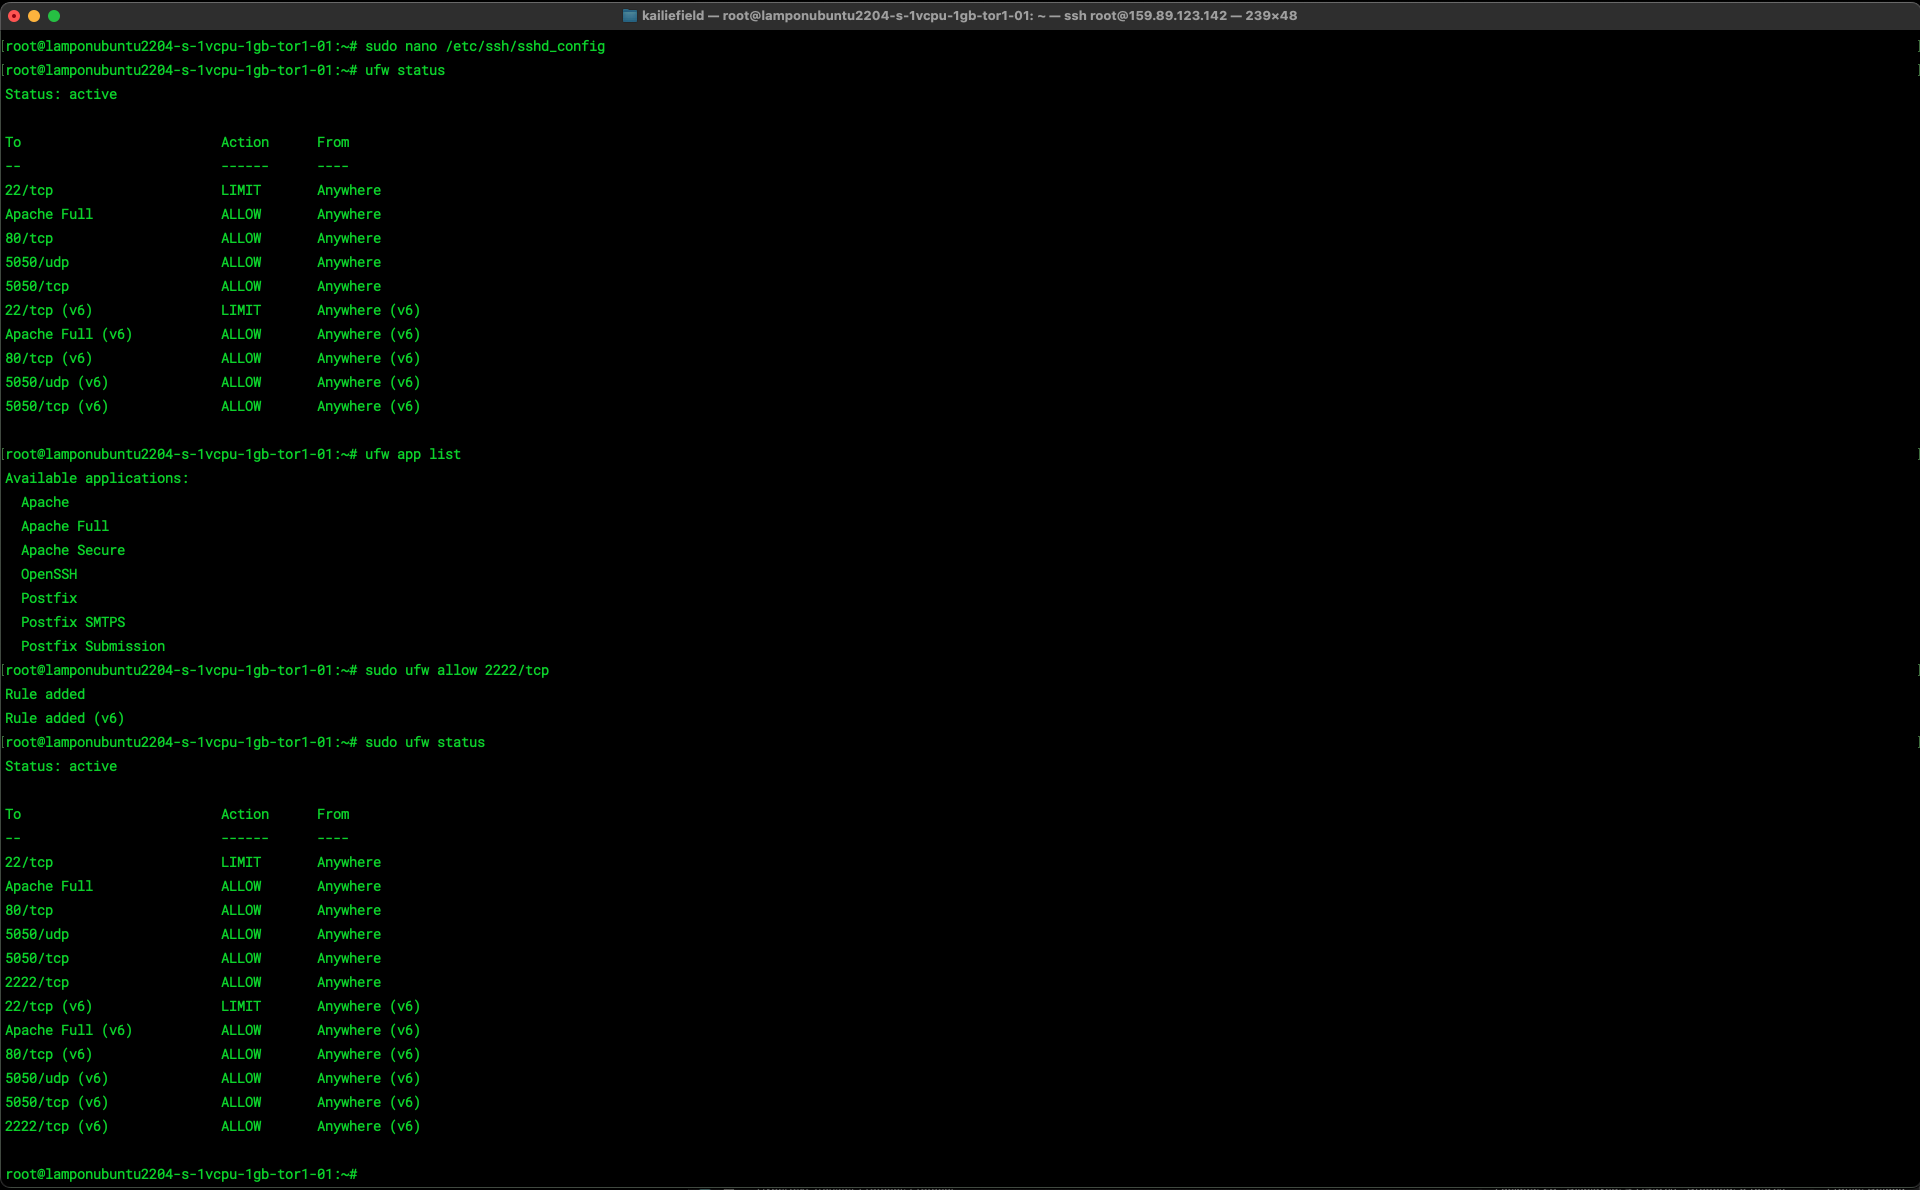 kailiefield — root@lamponubuntu2204-s-1vcpu-1gb-tor1-01: ~ — ssh root@159.89.123.142 — 239×48
[root@lamponubuntu2204-s-1vcpu-1gb-tor1-01:~# sudo nano /etc/ssh/sshd_config ]
[root@lamponubuntu2204-s-1vcpu-1gb-tor1-01:~# ufw status ]
Status: active
To Action From
-- ------ ----
22/tcp LIMIT Anywhere
Apache Full ALLOW Anywhere
80/tcp ALLOW Anywhere
5050/udp ALLOW Anywhere
5050/tcp ALLOW Anywhere
22/tcp (v6) LIMIT Anywhere (v6)
Apache Full (v6) ALLOW Anywhere (v6)
80/tcp (v6) ALLOW Anywhere (v6)
5050/udp (v6) ALLOW Anywhere (v6)
5050/tcp (v6) ALLOW Anywhere (v6)
[root@lamponubuntu2204-s-1vcpu-1gb-tor1-01:~# ufw app list ]
Available applications:
Apache
Apache Full
Apache Secure
OpenSSH
Postfix
Postfix SMTPS
Postfix Submission
[root@lamponubuntu2204-s-1vcpu-1gb-tor1-01:~# sudo ufw allow 2222/tcp ]
Rule added
Rule added (v6)
[root@lamponubuntu2204-s-1vcpu-1gb-tor1-01:~# sudo ufw status ]
Status: active
To Action From
-- ------ ----
22/tcp LIMIT Anywhere
Apache Full ALLOW Anywhere
80/tcp ALLOW Anywhere
5050/udp ALLOW Anywhere
5050/tcp ALLOW Anywhere
2222/tcp ALLOW Anywhere
22/tcp (v6) LIMIT Anywhere (v6)
Apache Full (v6) ALLOW Anywhere (v6)
80/tcp (v6) ALLOW Anywhere (v6)
5050/udp (v6) ALLOW Anywhere (v6)
5050/tcp (v6) ALLOW Anywhere (v6)
2222/tcp (v6) ALLOW Anywhere (v6)
root@lamponubuntu2204-s-1vcpu-1gb-tor1-01:~#